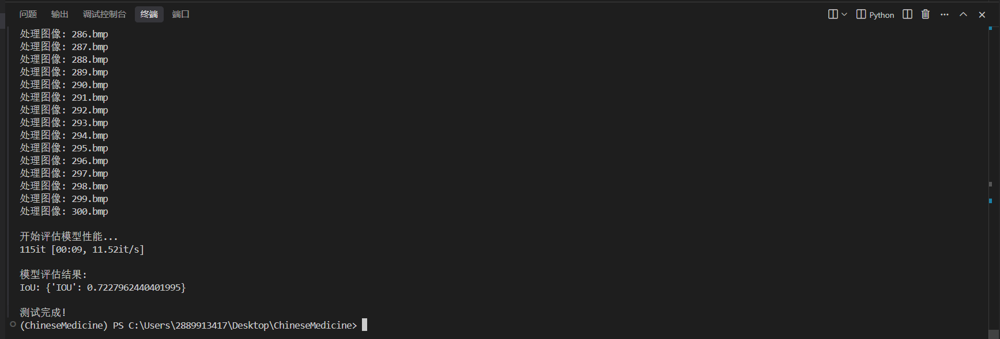 问题 输出 调试控制台 终端 端口 Python
处理图像: 286.bmp
处理图像: 287.bmp
处理图像: 288.bmp
处理图像: 289.bmp
处理图像: 290.bmp
处理图像: 291.bmp
处理图像: 292.bmp
处理图像: 293.bmp
处理图像: 294.bmp
处理图像: 295.bmp
处理图像: 296.bmp
处理图像: 297.bmp
处理图像: 298.bmp
处理图像: 299.bmp
处理图像: 300.bmp
开始评估模型性能...
115it [00:09, 11.52it/s]
模型评估结果:
IoU: {'IOU': 0.7227962440401995}
测试完成!
(ChineseMedicine) PS C:\Users\2889913417\Desktop\ChineseMedicine>